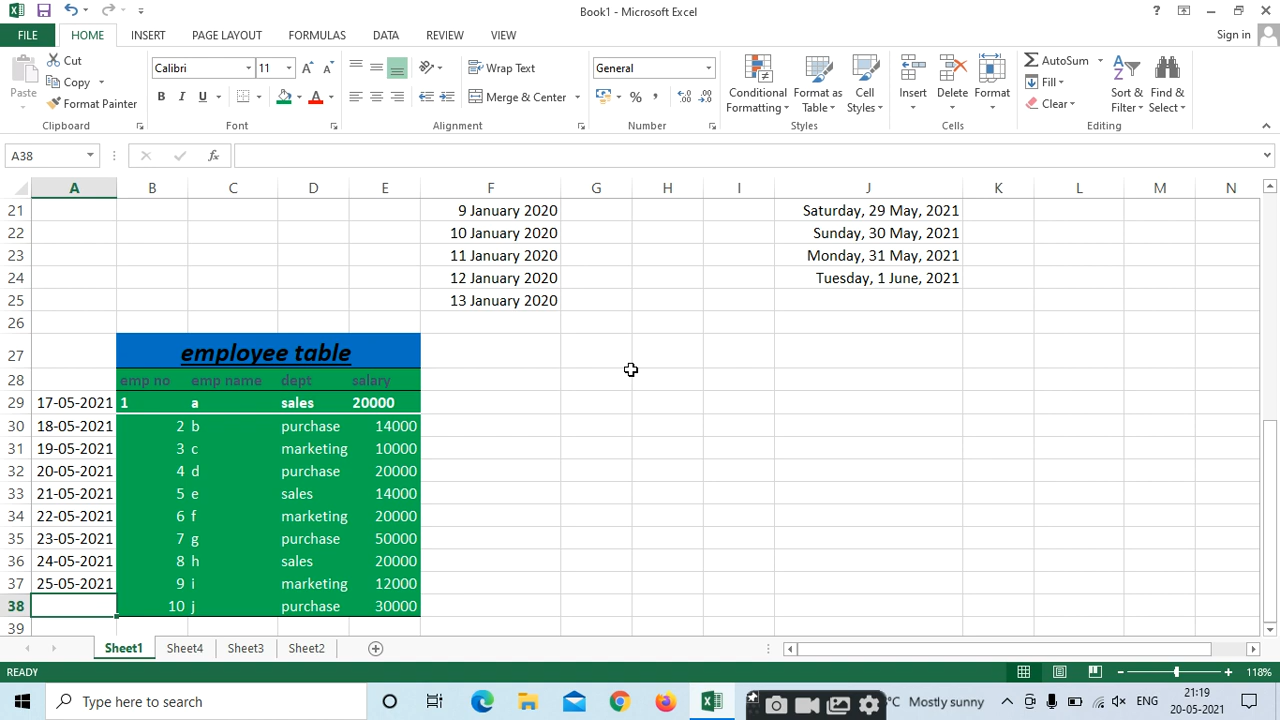 Book1 - Microsoft Excel
?
FILE HOME INSERT PAGE LAYOUT FORMULAS DATA REVIEW VIEW Sign in
Paste
Cut
Copy
Format Painter
Clipboard
Calibri 11 A A
B I U A
Font
Wrap Text
Merge & Center
Alignment
General
% , .0 .00 .00 .0
Number
Conditional Formatting
Format as Table
Cell Styles
Styles
Insert Delete Format
Cells
AutoSum
Fill
Clear
Sort & Filter
Find & Select
Editing
A38 fx
A B C D E F G H I J K L M N
21 9 January 2020 Saturday, 29 May, 2021
22 10 January 2020 Sunday, 30 May, 2021
23 11 January 2020 Monday, 31 May, 2021
24 12 January 2020 Tuesday, 1 June, 2021
25 13 January 2020
26
27 employee table
28 emp no emp name dept salary
29 17-05-2021 1 a sales 20000
30 18-05-2021 2 b purchase 14000
31 19-05-2021 3 c marketing 10000
32 20-05-2021 4 d purchase 20000
33 21-05-2021 5 e sales 14000
34 22-05-2021 6 f marketing 20000
35 23-05-2021 7 g purchase 50000
36 24-05-2021 8 h sales 20000
37 25-05-2021 9 i marketing 12000
38 10 j purchase 30000
39
Sheet1 Sheet4 Sheet3 Sheet2
READY 118%
Type here to search
°C Mostly sunny ENG 21:19
20-05-2021